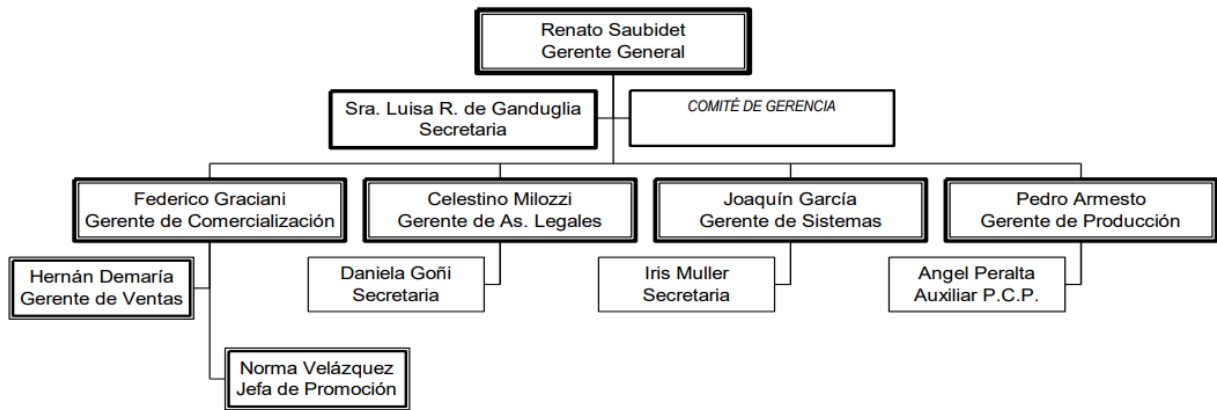 Renato Saubidet
Gerente General
Sra. Luisa R. de Ganduglia
Secretaria
COMITÉ DE GERENCIA
Federico Graciani
Gerente de Comercialización
Celestino Milozzi
Gerente de As. Legales
Joaquín García
Gerente de Sistemas
Pedro Armesto
Gerente de Producción
Hernán Demaría
Gerente de Ventas
Daniela Goñi
Secretaria
Iris Muller
Secretaria
Angel Peralta
Auxiliar P.C.P.
Norma Velázquez
Jefa de Promoción